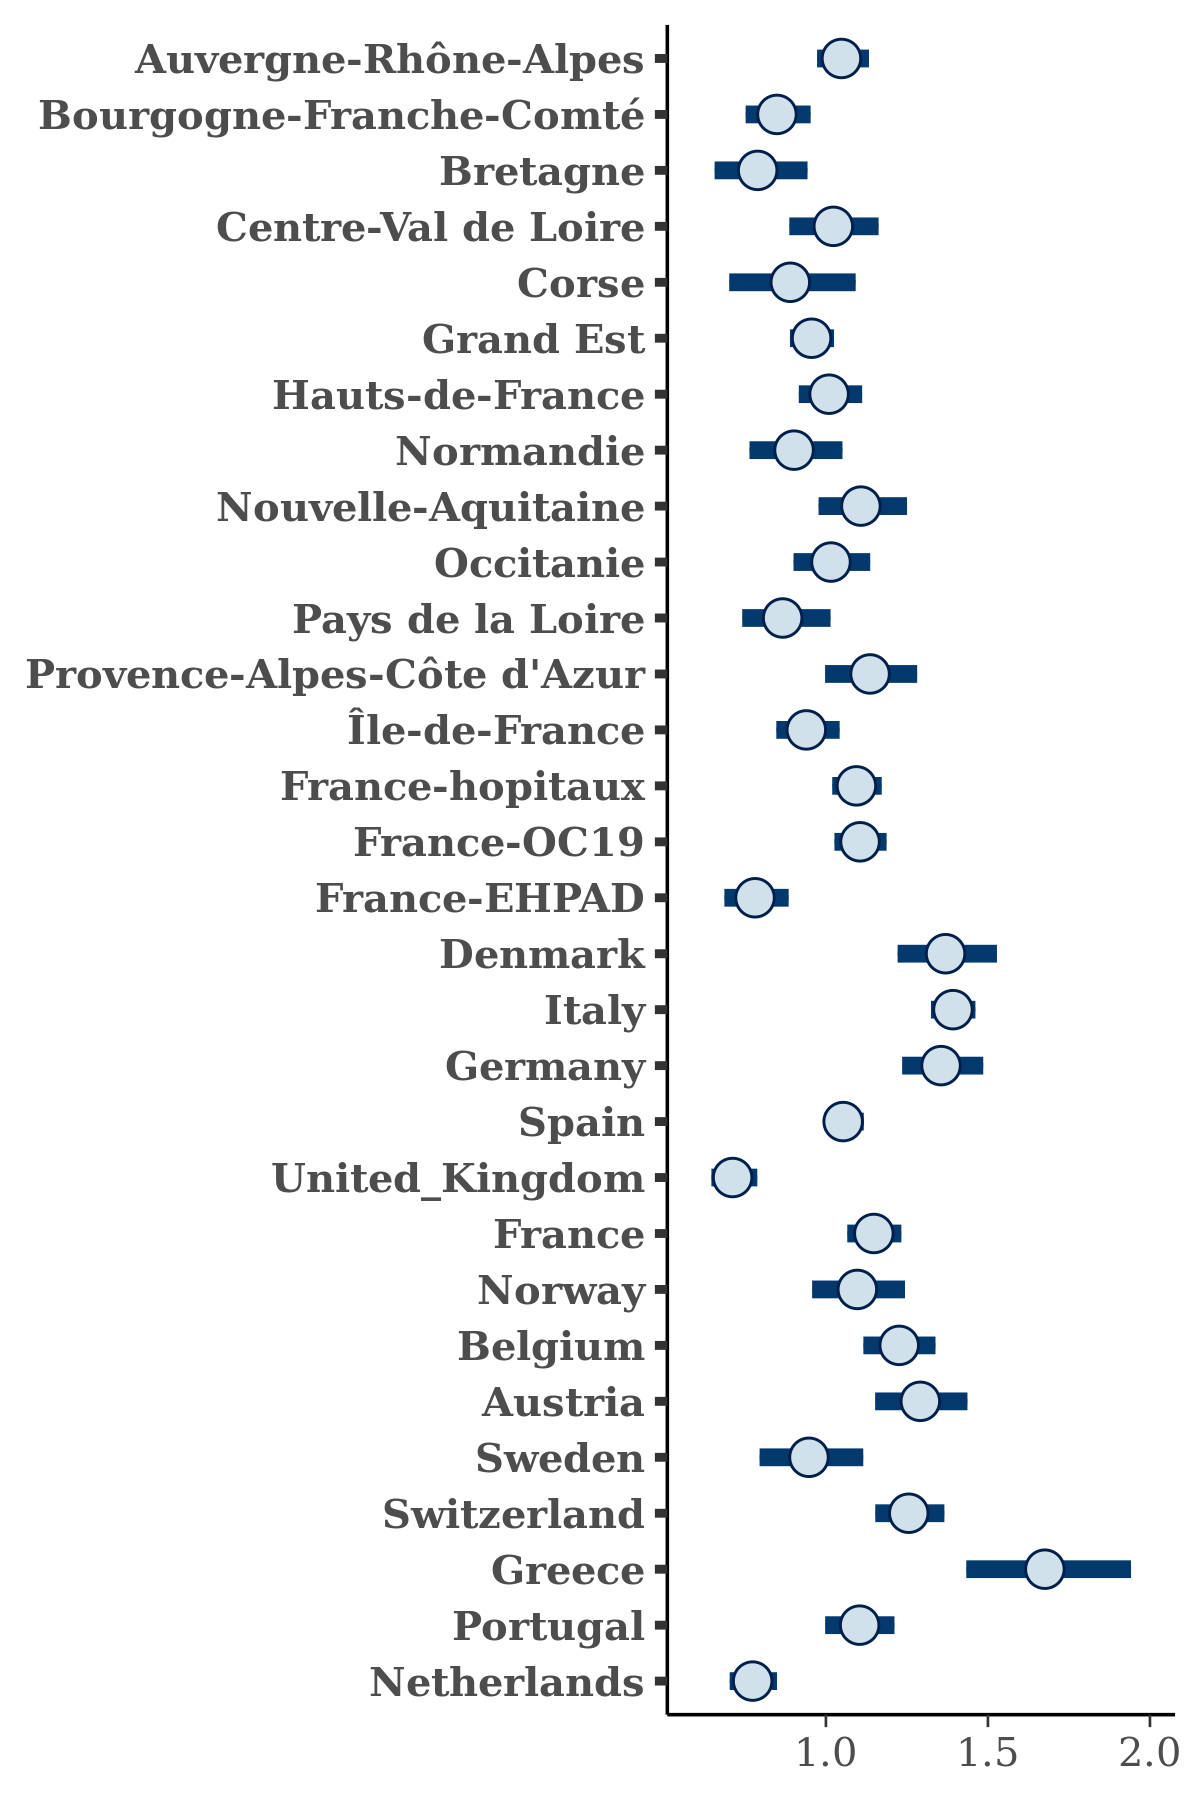 Auvergne-Rhône-Alpes
Bourgogne-Franche-Comté
Bretagne
Centre-Val de Loire
Corse
Grand Est
Hauts-de-France
Normandie
Nouvelle-Aquitaine
Occitanie
Pays de la Loire
Provence-Alpes-Côte d'Azur
Île-de-France
France-hopitaux
France-OC19
France-EHPAD
Denmark
Italy
Germany
Spain
United_Kingdom
France
Norway
Belgium
Austria
Sweden
Switzerland
Greece
Portugal
Netherlands
1.0 1.5 2.0